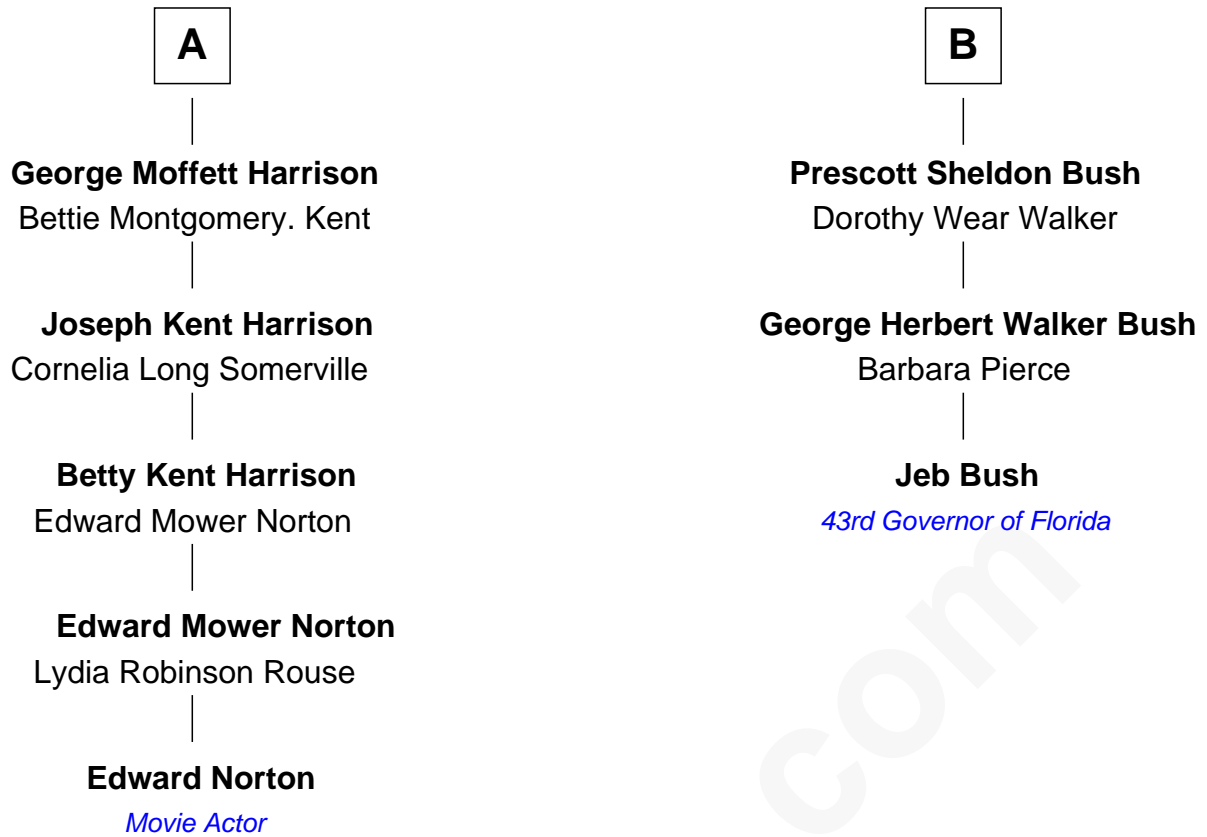 A
George Moffett Harrison
Bettie Montgomery. Kent
Joseph Kent Harrison
Cornelia Long Somerville
Betty Kent Harrison
Edward Mower Norton
Edward Mower Norton
Lydia Robinson Rouse
Edward Norton
Movie Actor
B
Prescott Sheldon Bush
Dorothy Wear Walker
George Herbert Walker Bush
Barbara Pierce
Jeb Bush
43rd Governor of Florida
com